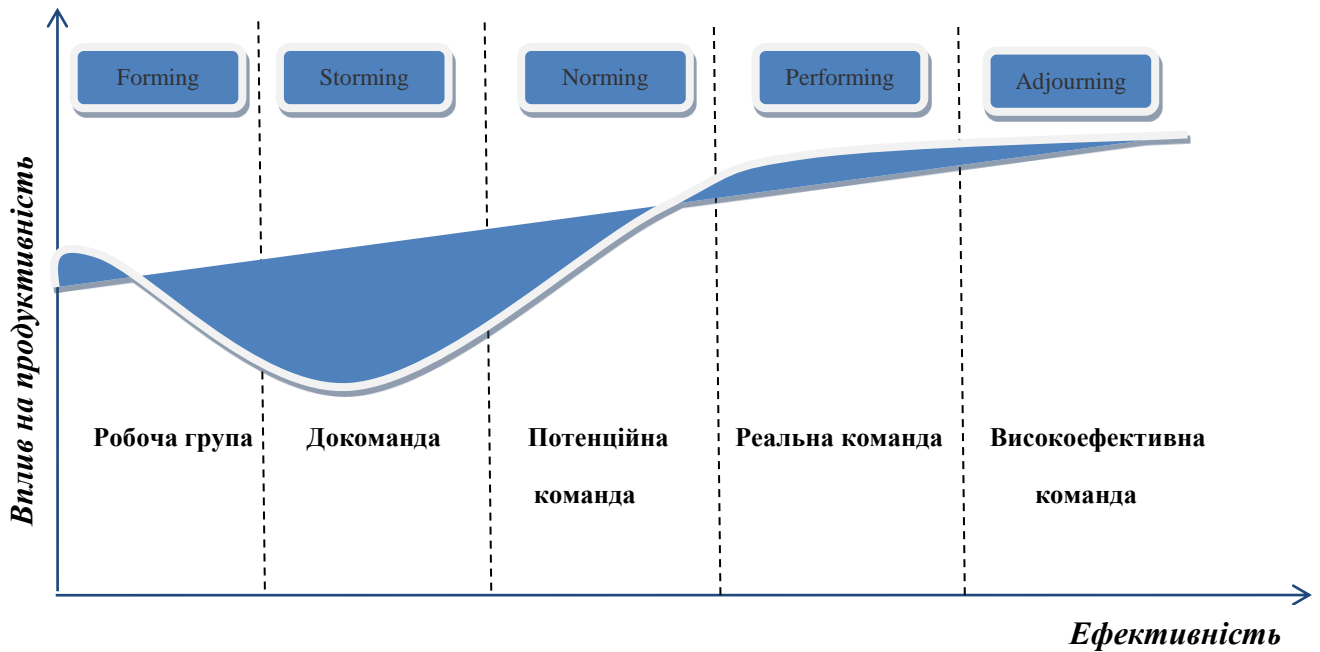 Forming
Storming
Norming
Performing
Adjourning
Вплив на продуктивність
Робоча група
Докоманда
Потенційна
команда
Реальна команда
Високоефективна
команда
Ефективність